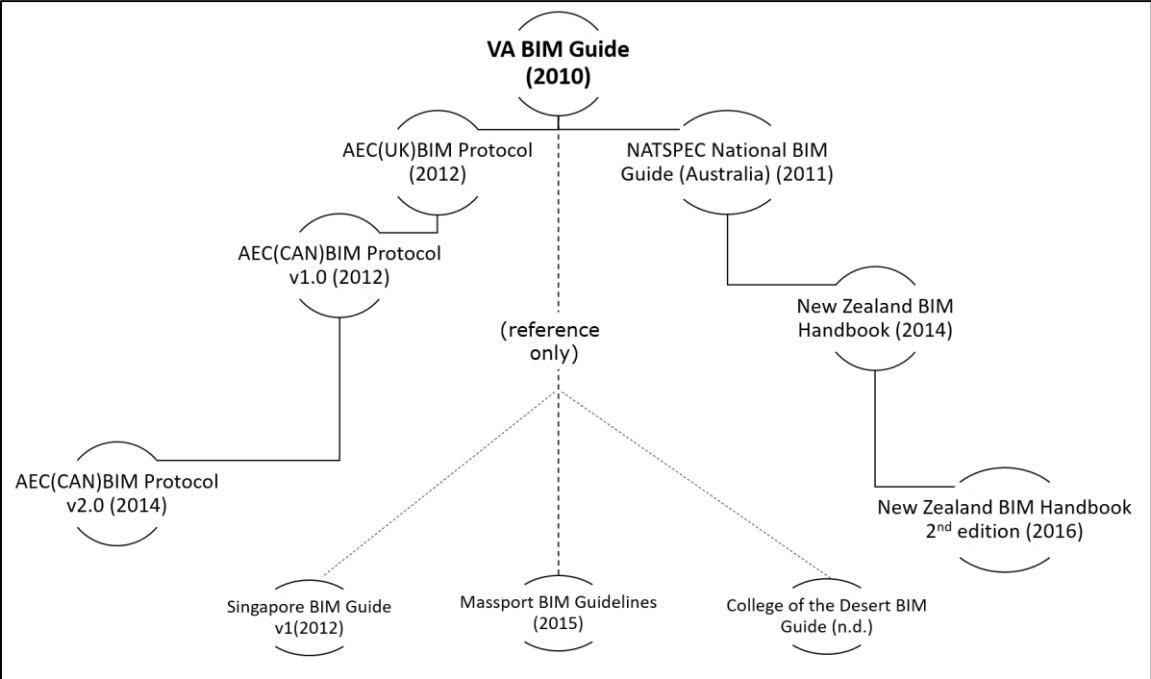 VA BIM Guide
(2010)
AEC(UK)BIM Protocol
(2012)
NATSPEC National BIM
Guide (Australia) (2011)
AEC(CAN)BIM Protocol
v1.0 (2012)
New Zealand BIM
Handbook (2014)
(reference
only)
AEC(CAN)BIM Protocol
v2.0 (2014)
New Zealand BIM Handbook
2nd edition (2016)
Singapore BIM Guide
v1(2012)
Massport BIM Guidelines
(2015)
College of the Desert BIM
Guide (n.d.)